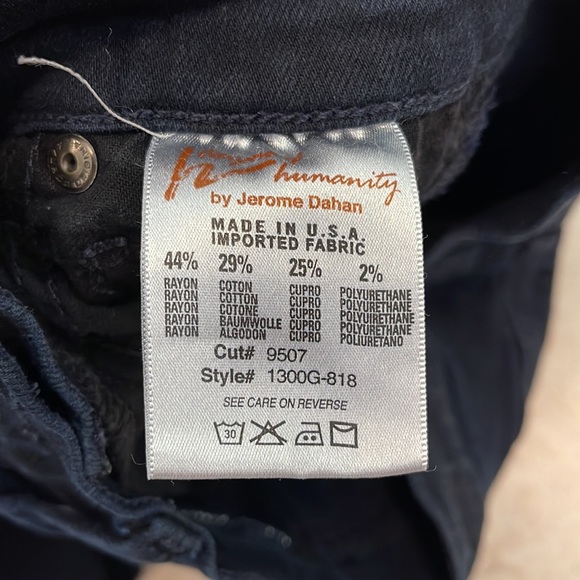 humanity
by Jerome Dahan
MADE IN U.S.A.
IMPORTED FABRIC
44% 29% 25% 2%
RAYON COTON CUPRO POLYURETHANE
RAYON COTTON CUPRO POLYURETHANE
RAYON COTONE CUPRO POLYURETHANE
RAYON BAUMWOLLE CUPRO POLYURETHANE
RAYON ALGODON CUPRO POLIURETANO
Cut# 9507
Style# 1300G-818
SEE CARE ON REVERSE
30